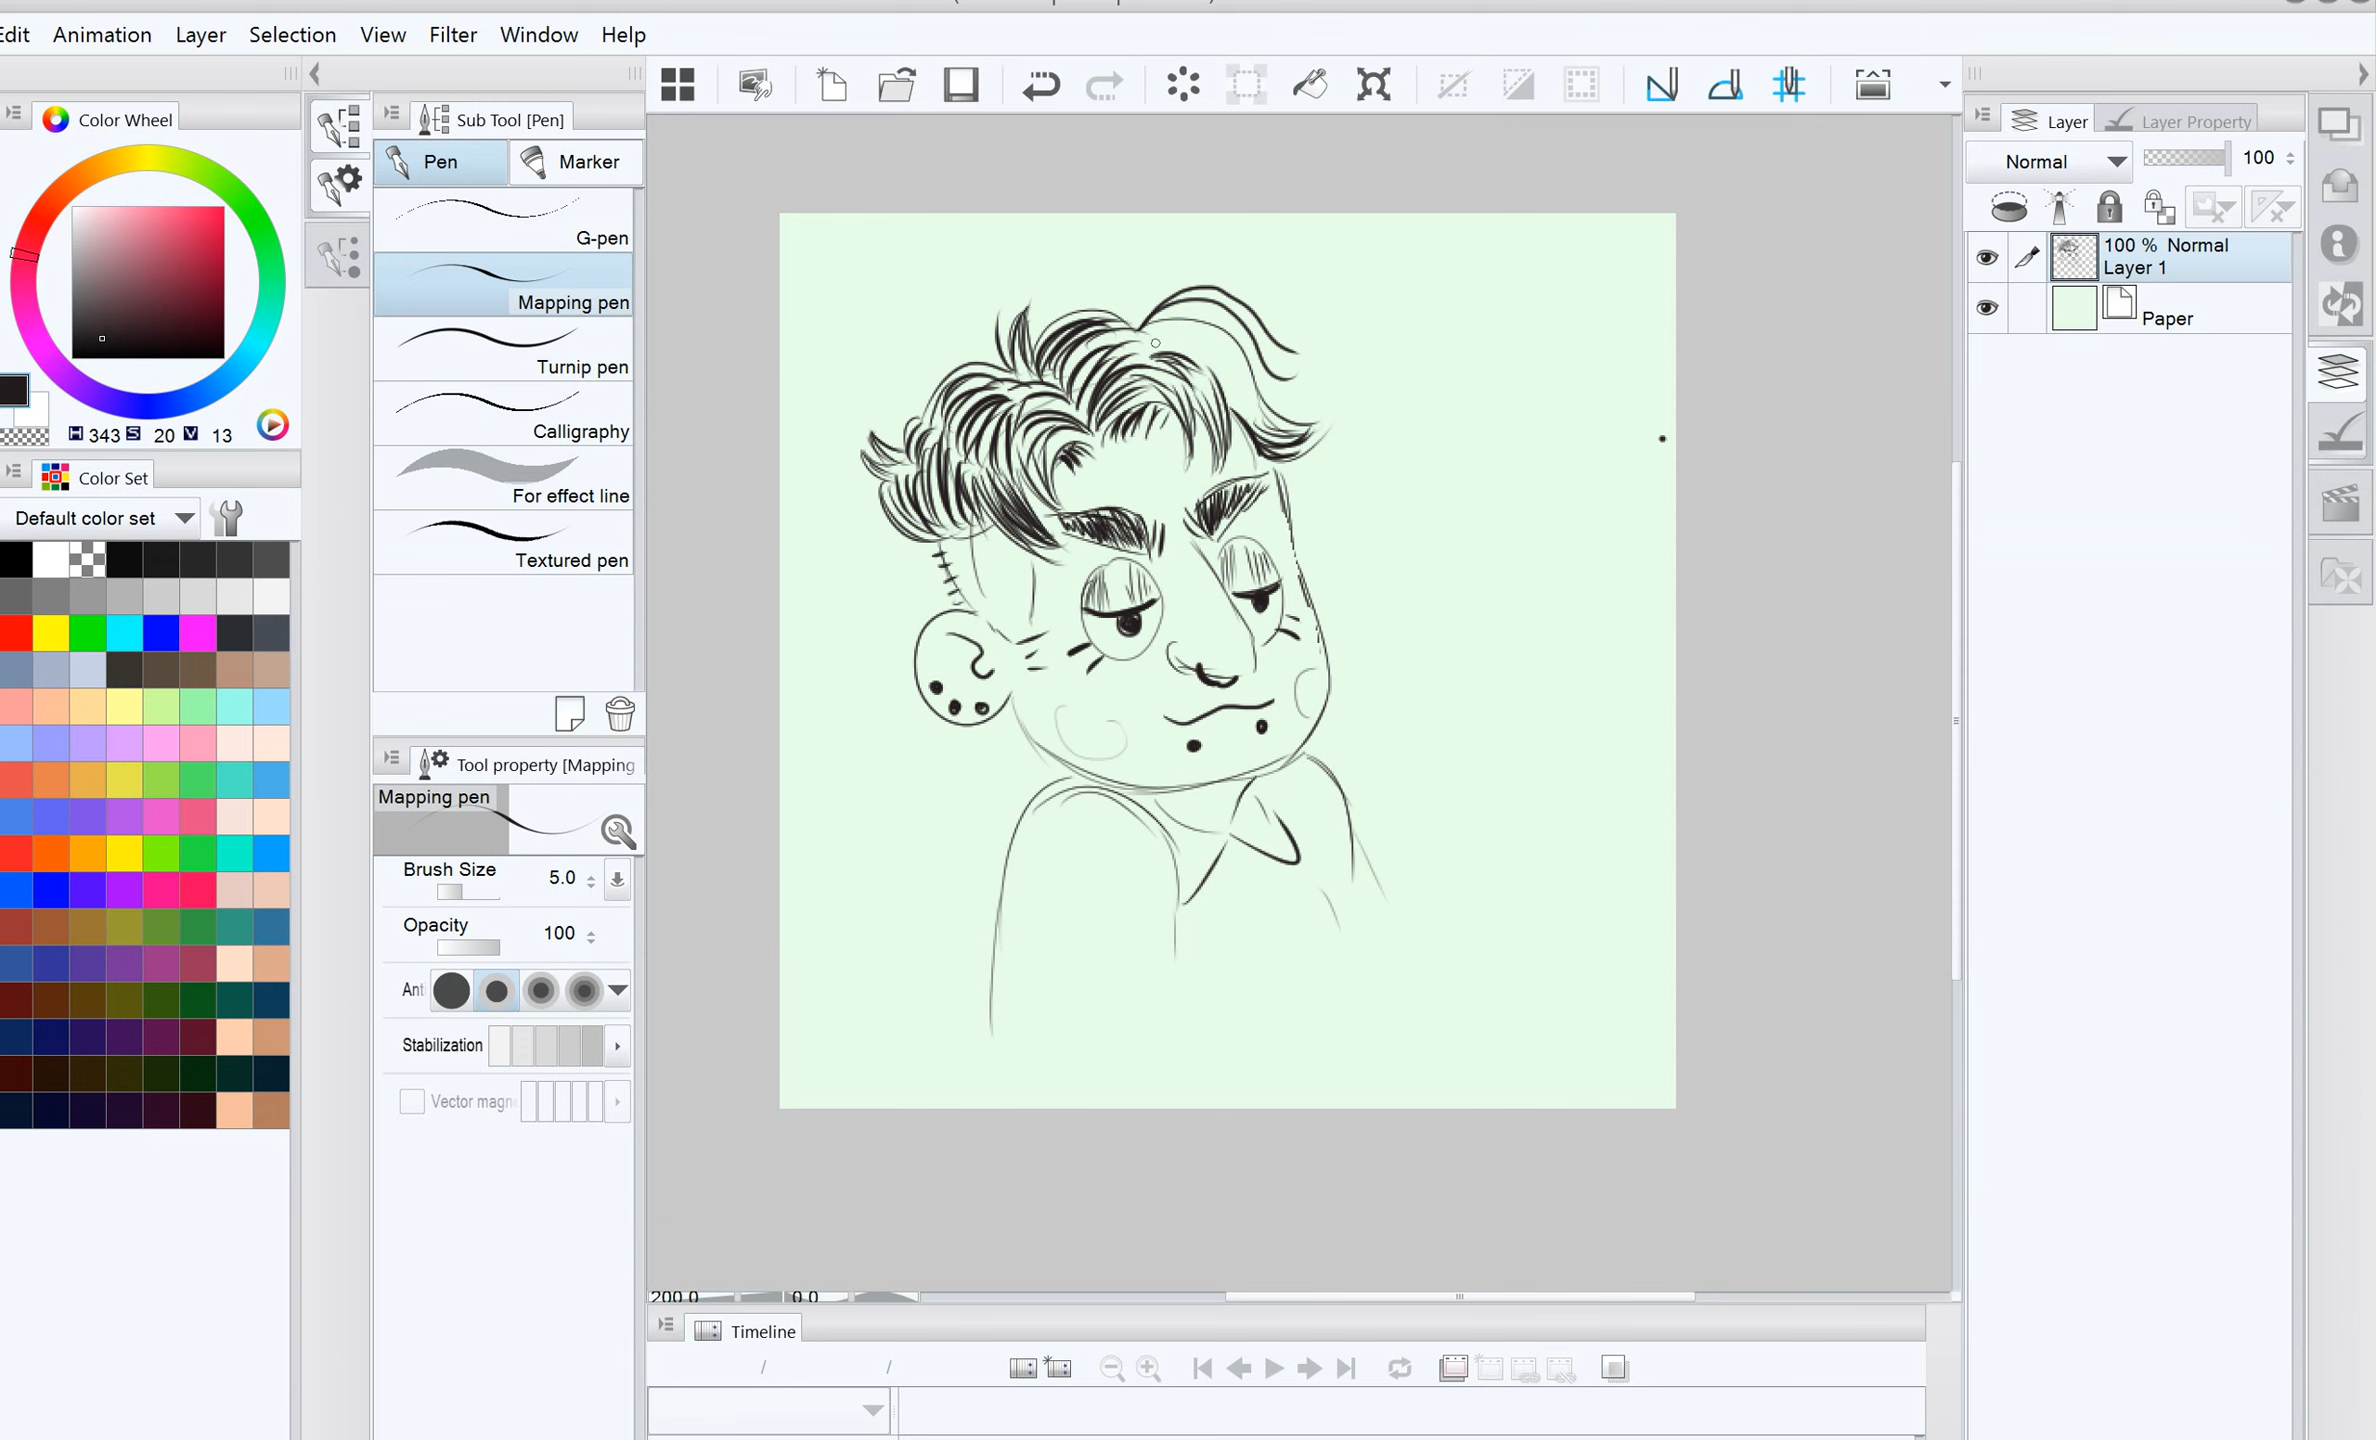 Edit Animation Layer Selection View Filter Window Help
Color Wheel
H 343 S 20 V 13
Color Set
Default color set
Sub Tool [Pen]
Pen Marker
G-pen
Mapping pen
Turnip pen
Calligraphy
For effect line
Textured pen
Tool property [Mapping
Mapping pen
Brush Size 5.0
Opacity 100
Anti
Stabilization
Vector magn
200.0 0.0
Timeline
/ /
Layer Layer Property
Normal 100
100 % Normal
Layer 1
Paper